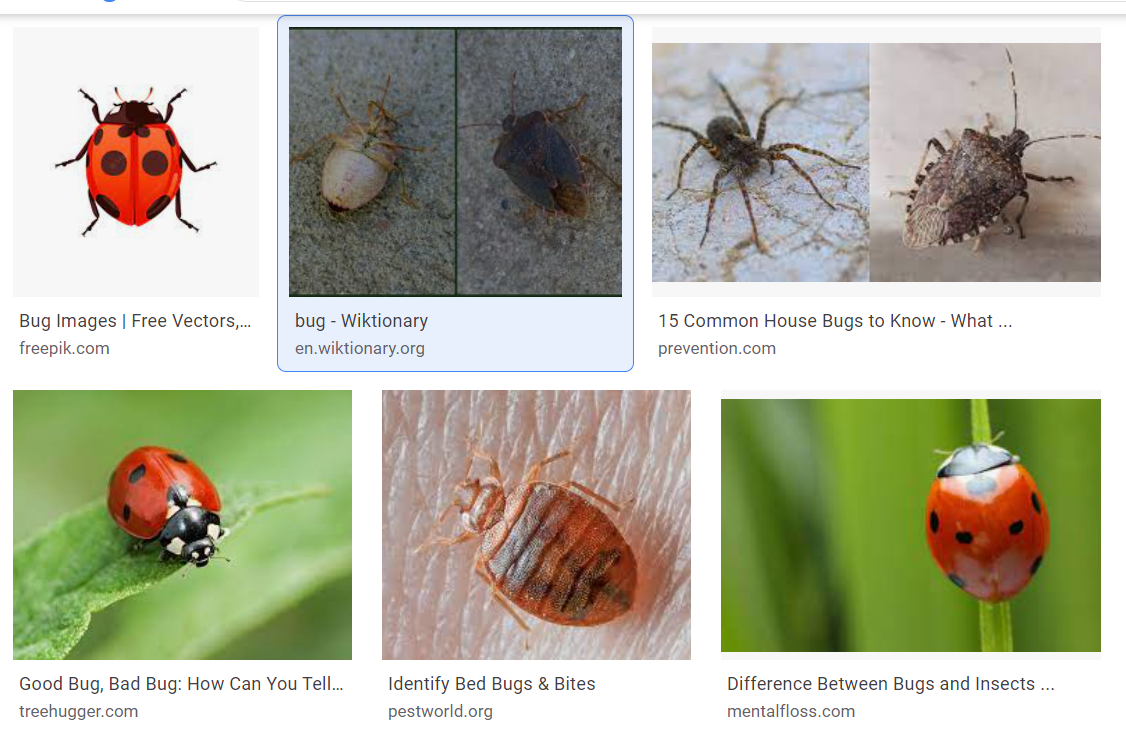 Bug Images | Free Vectors,...
freepik.com
bug - Wiktionary
en.wiktionary.org
15 Common House Bugs to Know - What ...
prevention.com
Good Bug, Bad Bug: How Can You Tell...
treehugger.com
Identify Bed Bugs & Bites
pestworld.org
Difference Between Bugs and Insects ...
mentalfloss.com